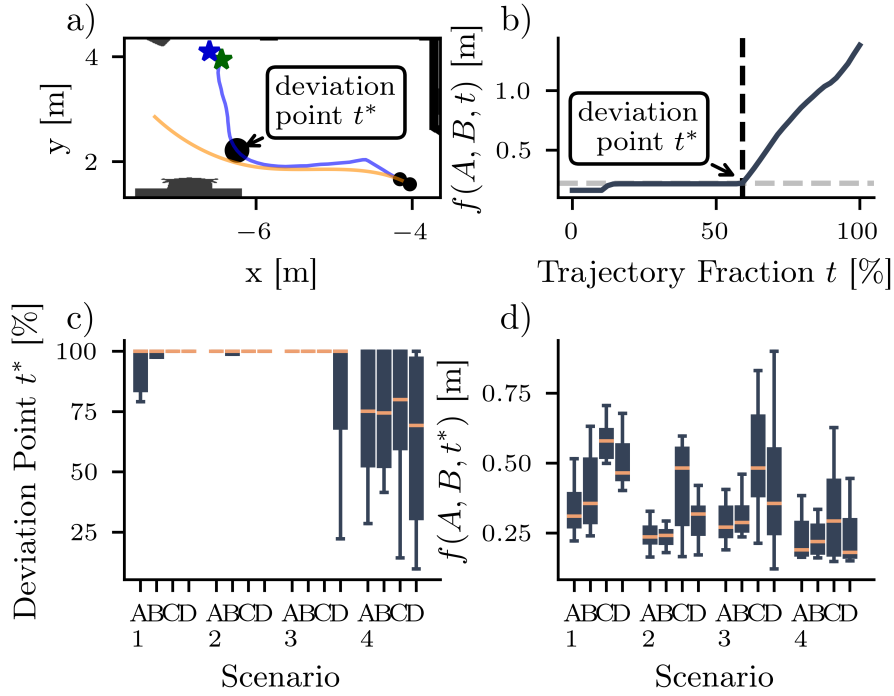 a)
y [m]
4
2
deviation
point t*
−6
−4
x [m]
b)
f(A, B, t) [m]
1.0
0.5
deviation
point t*
0
50
100
Trajectory Fraction t [%]
c)
Deviation Point t* [%]
100
75
50
25
ABCD ABCD ABCD ABCD
1 2 3 4
Scenario
d)
f(A, B, t*) [m]
0.75
0.50
0.25
ABCD ABCD ABCD ABCD
1 2 3 4
Scenario